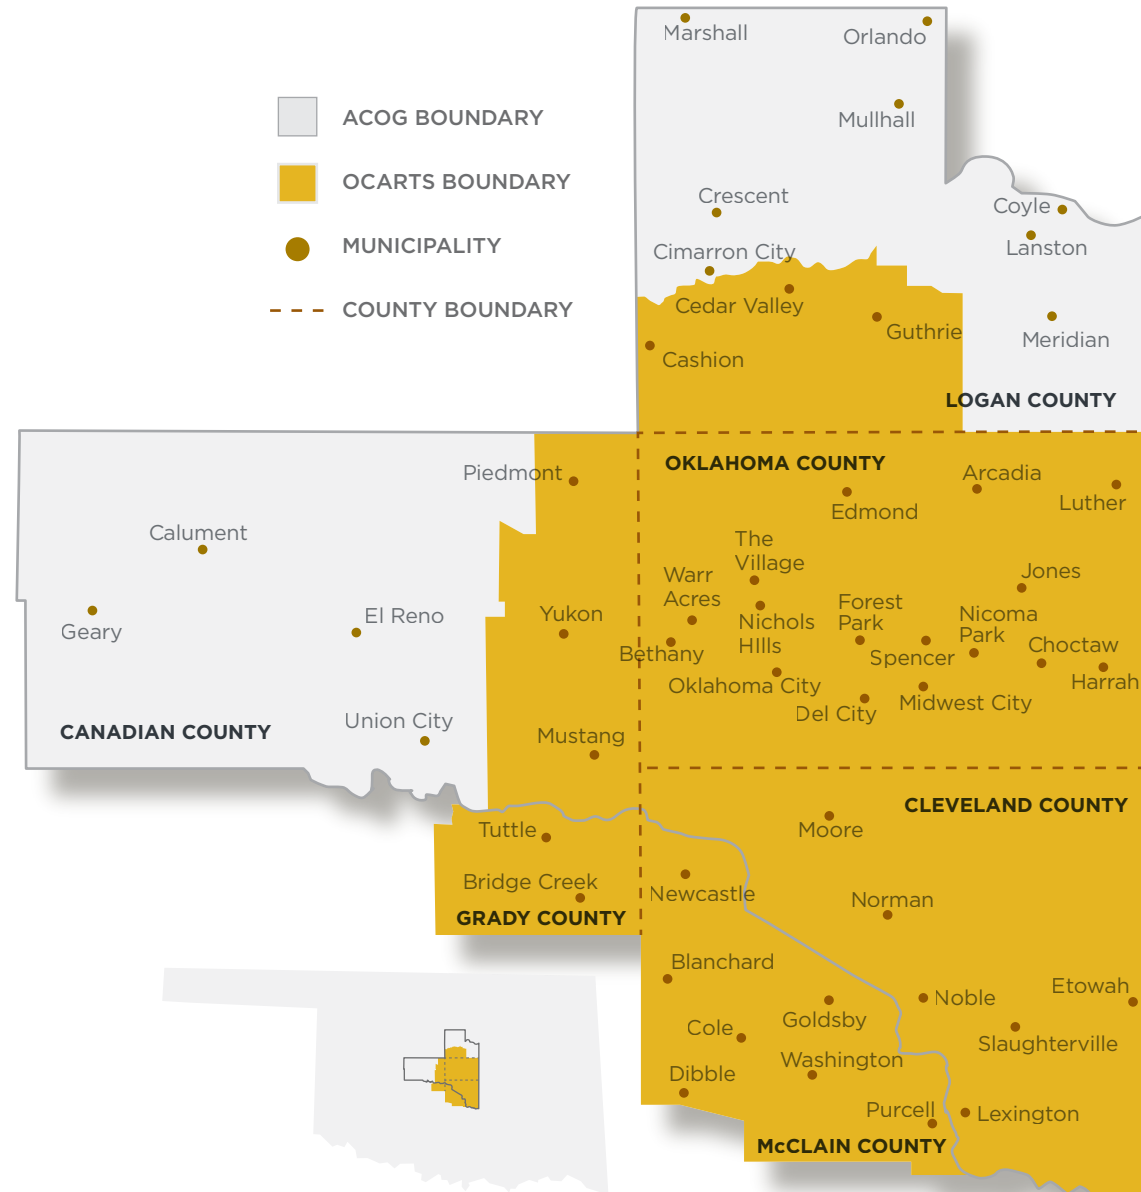 Marshall
Orlando
ACOG BOUNDARY
Mullhall
OCARTS BOUNDARY
Crescent
Coyle
MUNICIPALITY
Cimarron City
Lanston
COUNTY BOUNDARY
Cedar Valley
Guthrie
Meridian
Cashion
LOGAN COUNTY
OKLAHOMA COUNTY
Piedmont
Arcadia
Luther
Edmond
Calument
The
Village
Warr
Acres
Jones
Geary
El Reno
Yukon
Forest
Park
Nicoma
Park
Nichols
HIlls
Bethany
Spencer
Choctaw
Oklahoma City
Harrah
Del City
Midwest City
Union City
CANADIAN COUNTY
Mustang
CLEVELAND COUNTY
Tuttle
Moore
Bridge Creek
Newcastle
Norman
GRADY COUNTY
Blanchard
Etowah
Noble
Goldsby
Cole
Slaughterville
Washington
Dibble
Purcell
Lexington
McCLAIN COUNTY